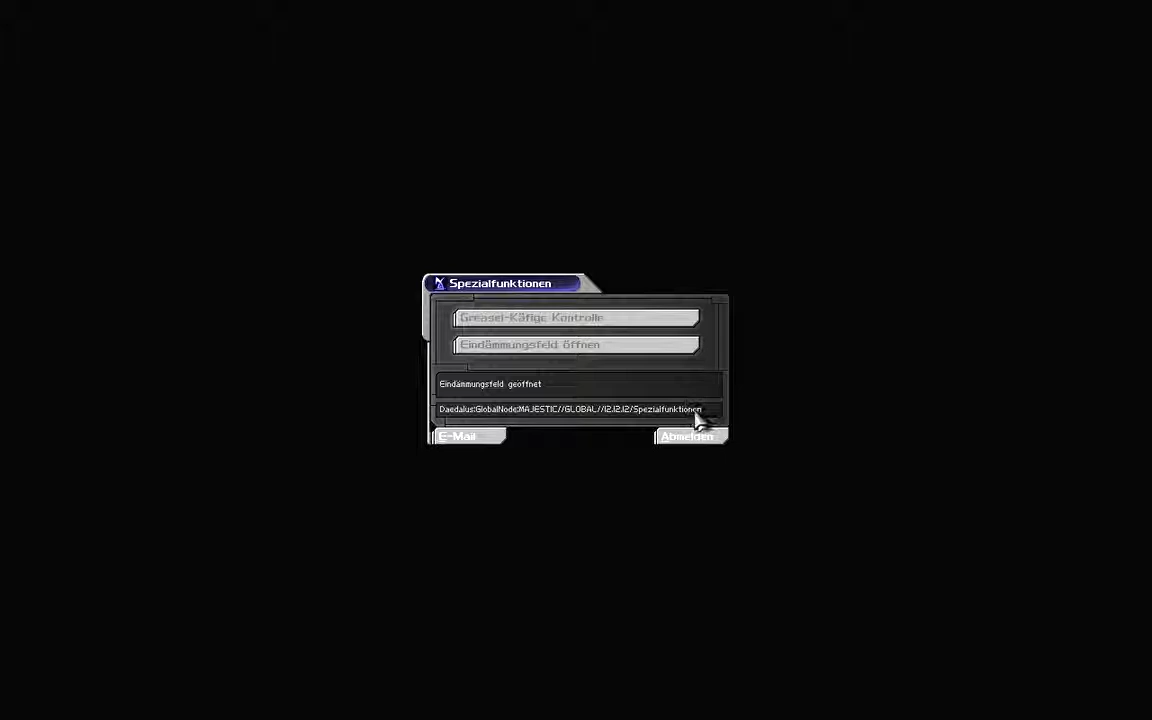 Spezialfunktionen
Greasel-Käfige Kontrolle
Eindämmungsfeld öffnen
Eindämmungsfeld geöffnet
Daedalus:GlobalNode:MAJESTIC//GLOBAL//12.12.12/Spezialfunktionen
E-Mail
Abmelden